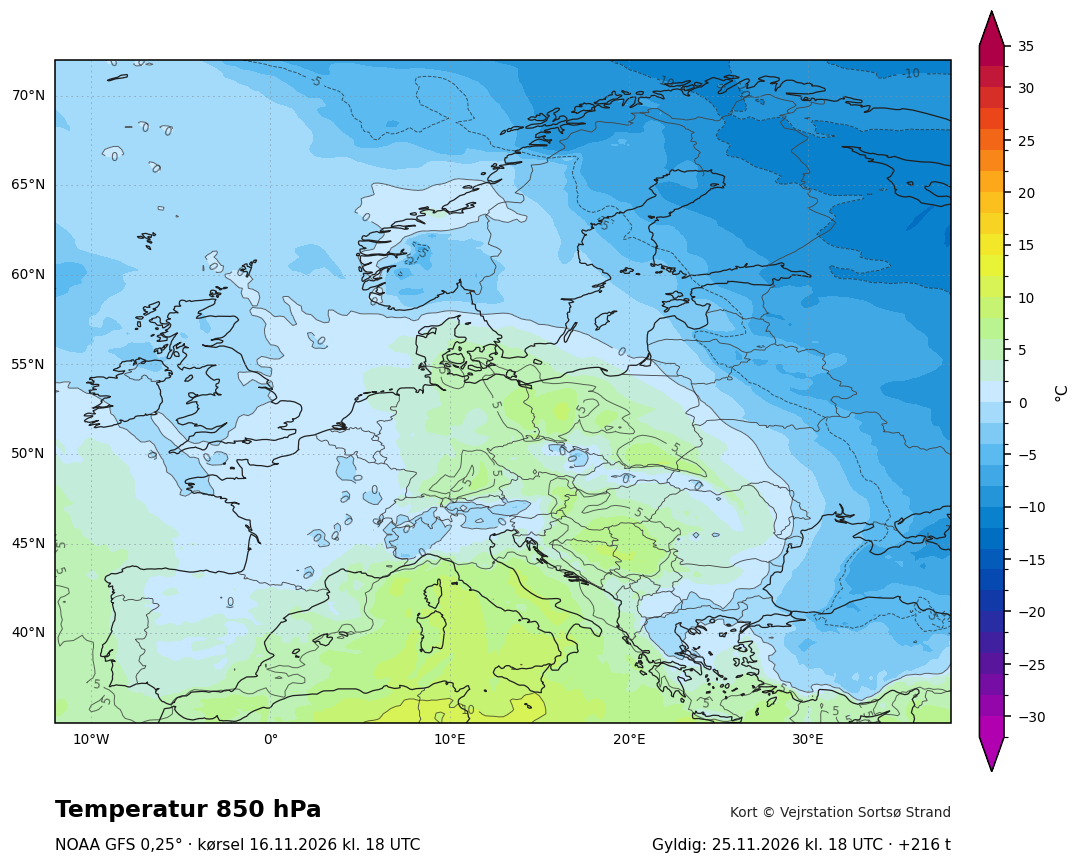 70°N
65°N
60°N
55°N
50°N
45°N
40°N
10°W
0°
10°E
20°E
30°E
35
30
25
20
15
10
5
0
−5
−10
−15
−20
−25
−30
°C
Temperatur 850 hPa
Kort © Vejrstation Sortsø Strand
NOAA GFS 0,25° · kørsel 16.11.2026 kl. 18 UTC
Gyldig: 25.11.2026 kl. 18 UTC · +216 t